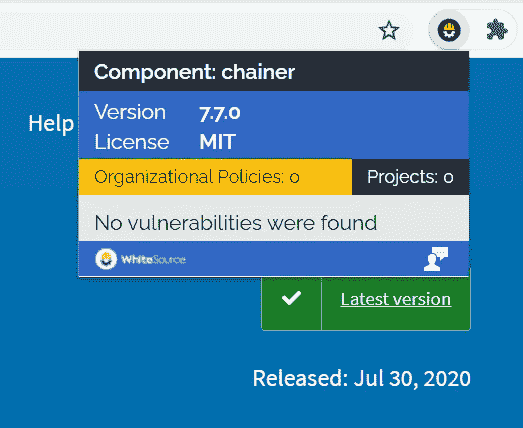 Component: chainer
Help
Version 7.7.0
License MIT
Organizational Policies: 0 Projects: 0
No vulnerabilities were found
WhiteSource
Latest version
Released: Jul 30, 2020